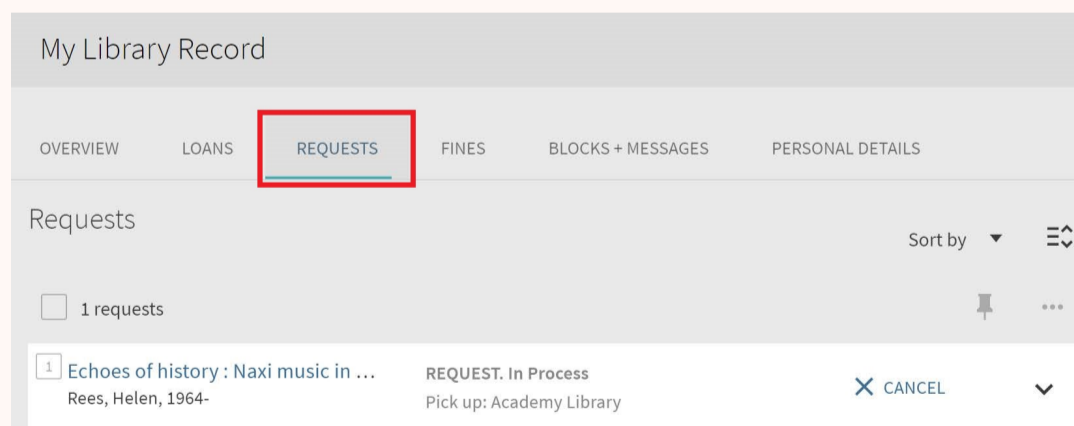 My Library Record
OVERVIEW LOANS REQUESTS FINES BLOCKS + MESSAGES PERSONAL DETAILS
Requests
Sort by
1 requests
1 Echoes of history : Naxi music in … REQUEST. In Process
Rees, Helen, 1964- Pick up: Academy Library
CANCEL